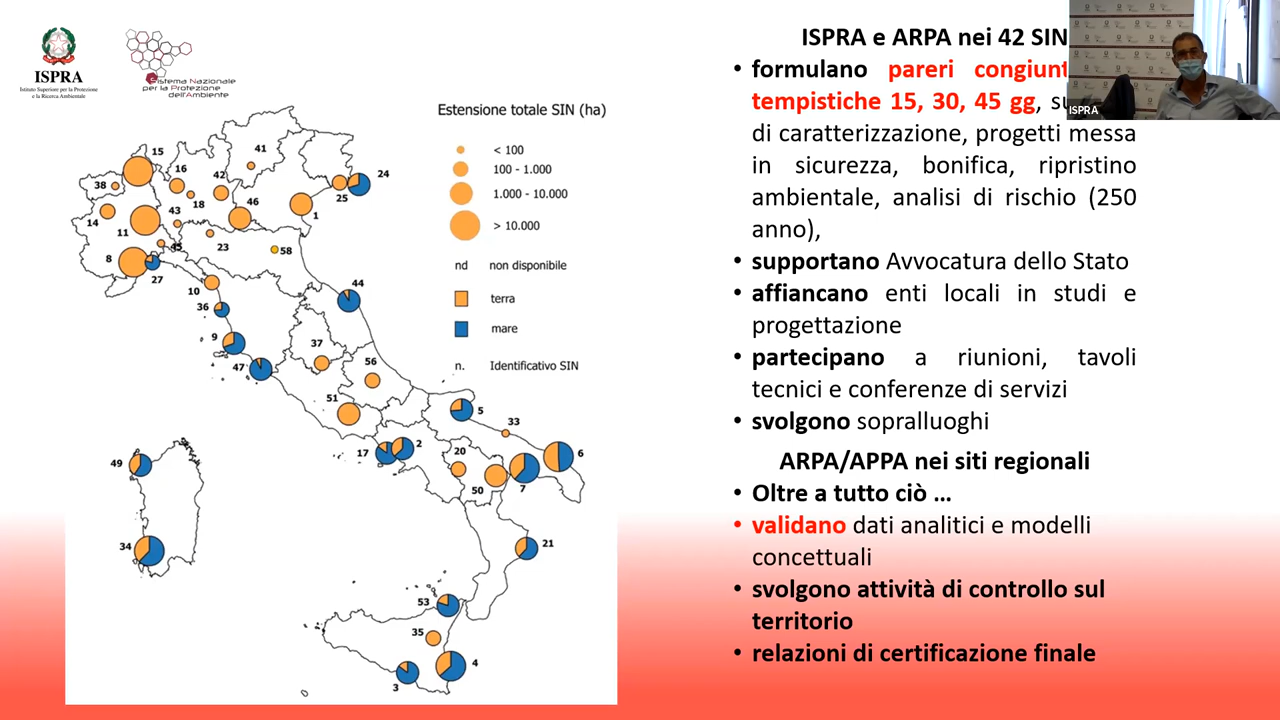 ISPRA
Istituto Superiore per la Protezione
e la Ricerca Ambientale
Sistema Nazionale
per la Protezione
dell'Ambiente
Estensione totale SIN (ha)
< 100
100 - 1.000
1.000 - 10.000
> 10.000
nd non disponibile
terra
mare
n. Identificativo SIN
15
41
16
42
24
38
18
25
46
1
14
43
11
45
23
58
8
27
10
44
36
9
37
47
56
51
5
33
17
2
20
6
49
50
7
34
21
53
35
4
3
ISPRA e ARPA nei 42 SIN
• formulano pareri
tempistiche 15, 30, 45 gg,
di caratterizzazione, progetti messa
in sicurezza, bonifica, ripristino
ambientale, analisi di rischio (250
anno),
• supportano Avvocatura dello Stato
• affiancano enti locali in studi e
progettazione
• partecipano a riunioni, tavoli
tecnici e conferenze di servizi
• svolgono sopralluoghi
ARPA/APPA nei siti regionali
• Oltre a tutto ciò ...
• validano dati analitici e modelli
concettuali
• svolgono attività di controllo sul
territorio
• relazioni di certificazione finale
ISPRA